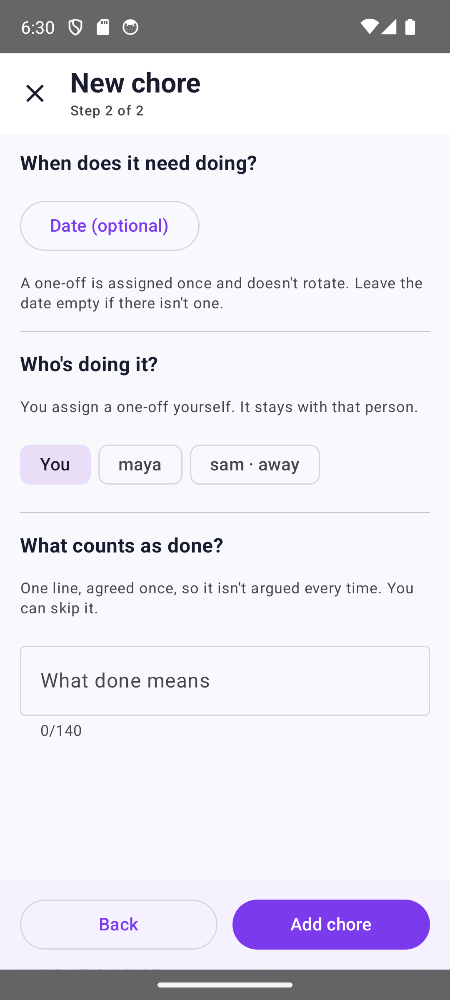 6:30
New chore
Step 2 of 2
When does it need doing?
Date (optional)
A one-off is assigned once and doesn't rotate. Leave the
date empty if there isn't one.
Who's doing it?
You assign a one-off yourself. It stays with that person.
You
maya
sam · away
What counts as done?
One line, agreed once, so it isn't argued every time. You
can skip it.
What done means
0/140
Back
Add chore